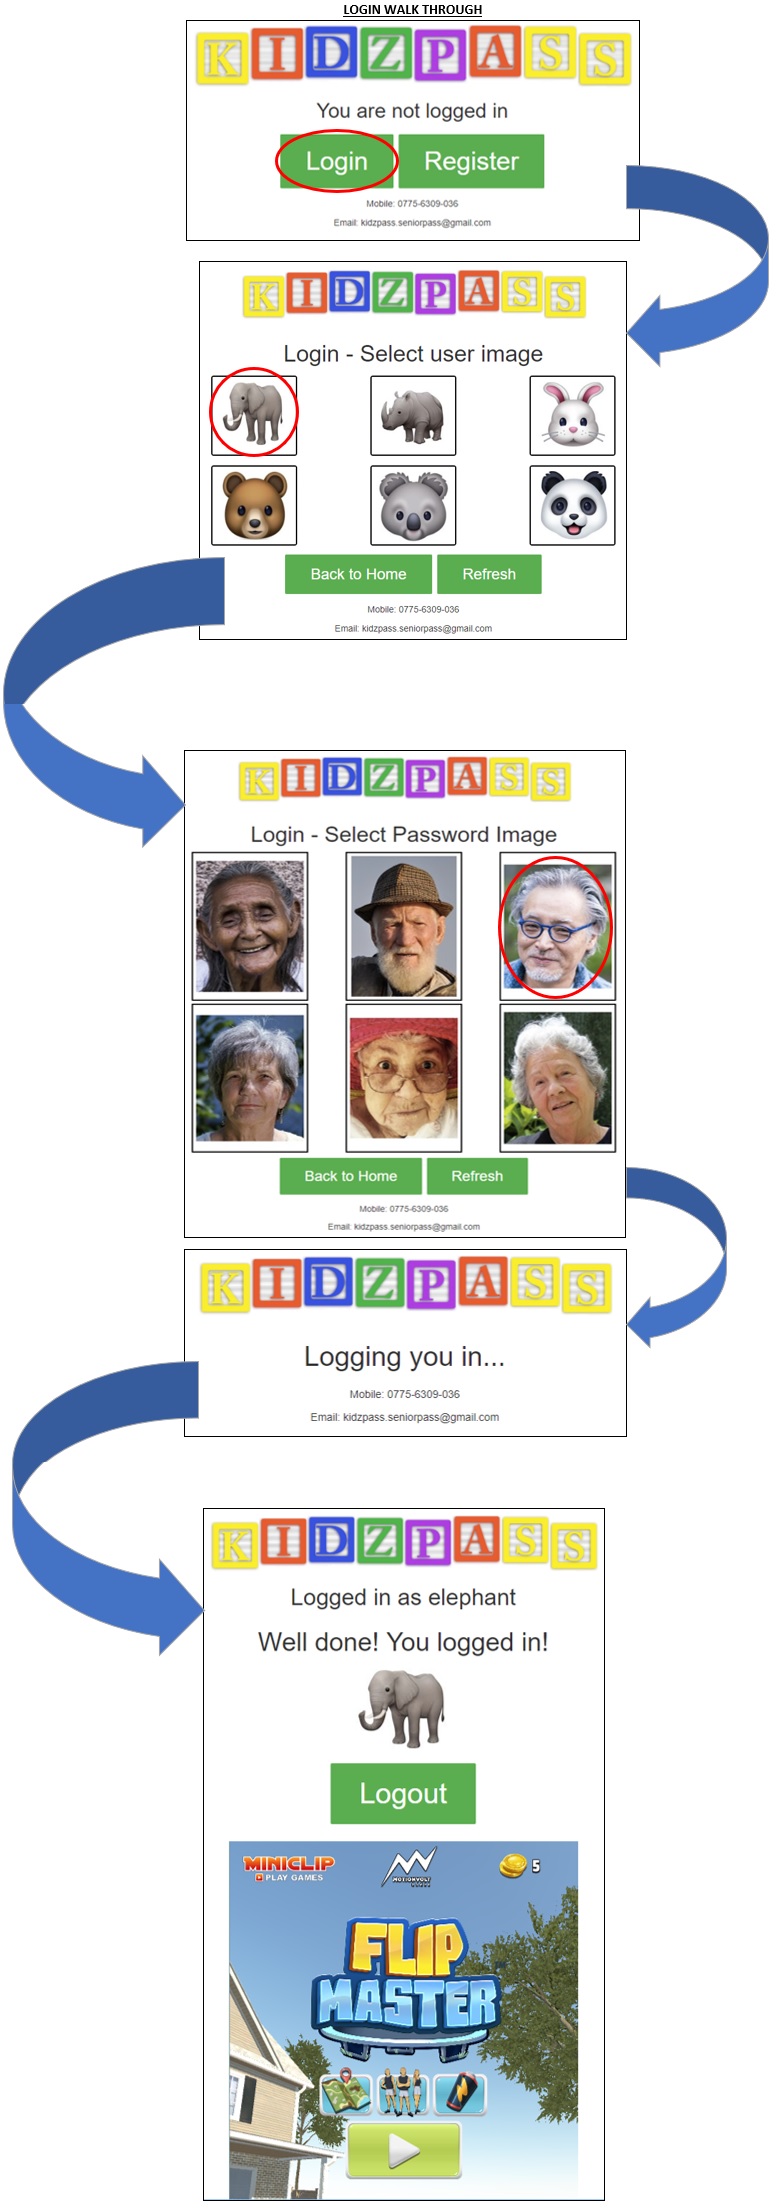 LOGIN WALK THROUGH
KIDZPASS
You are not logged in
Login Register
Mobile: 0775-6309-036
Email: kidzpass.seniorpass@gmail.com
KIDZPASS
Login - Select user image
Back to Home Refresh
Mobile: 0775-6309-036
Email: kidzpass.seniorpass@gmail.com
KIDZPASS
Login - Select Password Image
Back to Home Refresh
Mobile: 0775-6309-036
Email: kidzpass.seniorpass@gmail.com
KIDZPASS
Logging you in...
Mobile: 0775-6309-036
Email: kidzpass.seniorpass@gmail.com
KIDZPASS
Logged in as elephant
Well done! You logged in!
Logout
MINICLIP
PLAY GAMES
MOTIONVOLT
5
FLIP
MASTER